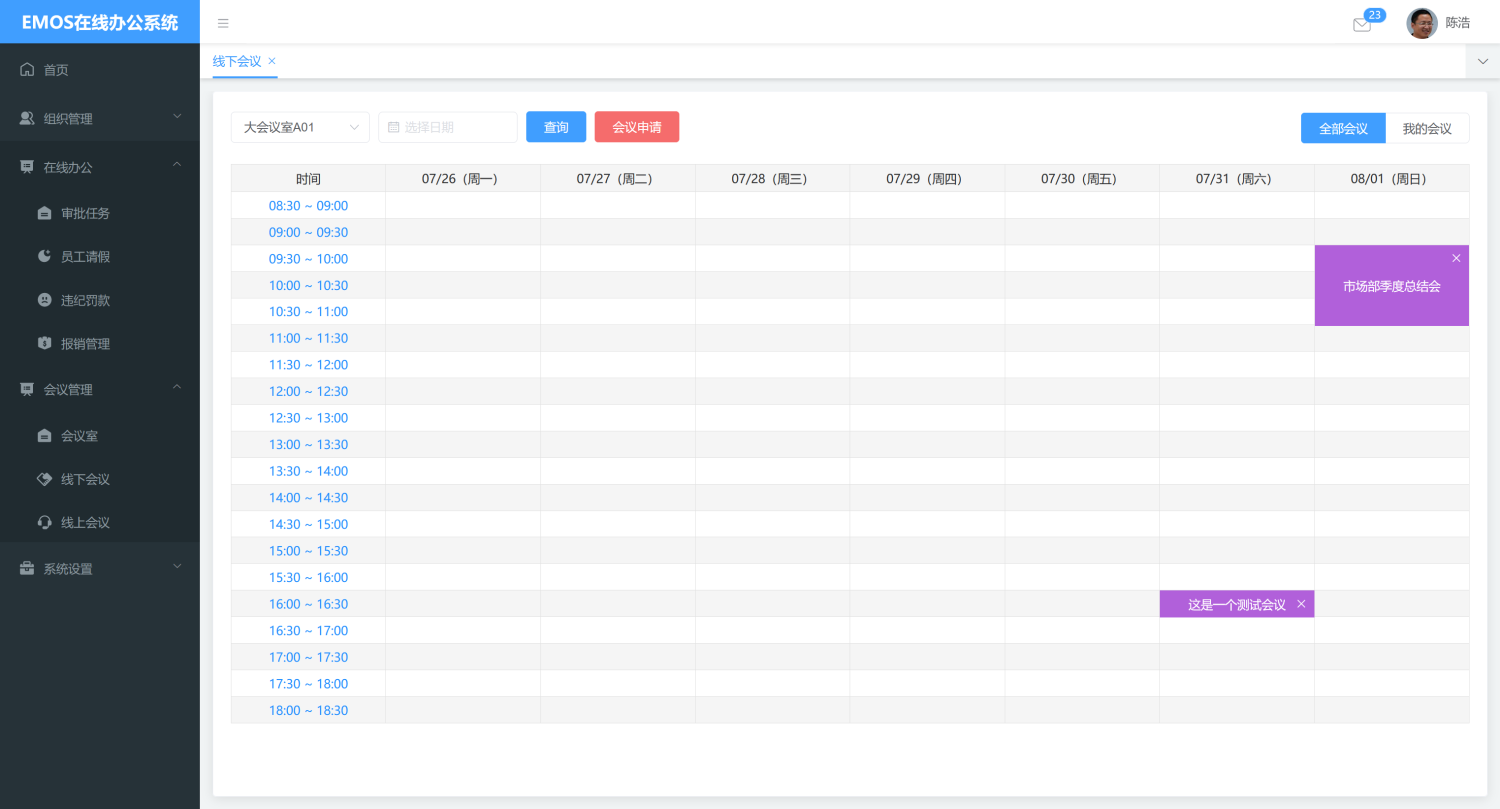 EMOS在线办公系统
23
陈浩
首页
组织管理
在线办公
审批任务
员工请假
违纪罚款
报销管理
会议管理
会议室
线下会议
线上会议
系统设置
线下会议
大会议室A01 选择日期 查询 会议申请 全部会议 我的会议
时间 07/26（周一） 07/27（周二） 07/28（周三） 07/29（周四） 07/30（周五） 07/31（周六） 08/01（周日）
08:30 ~ 09:00
09:00 ~ 09:30
09:30 ~ 10:00
10:00 ~ 10:30 市场部季度总结会
10:30 ~ 11:00
11:00 ~ 11:30
11:30 ~ 12:00
12:00 ~ 12:30
12:30 ~ 13:00
13:00 ~ 13:30
13:30 ~ 14:00
14:00 ~ 14:30
14:30 ~ 15:00
15:00 ~ 15:30
15:30 ~ 16:00
16:00 ~ 16:30 这是一个测试会议
16:30 ~ 17:00
17:00 ~ 17:30
17:30 ~ 18:00
18:00 ~ 18:30